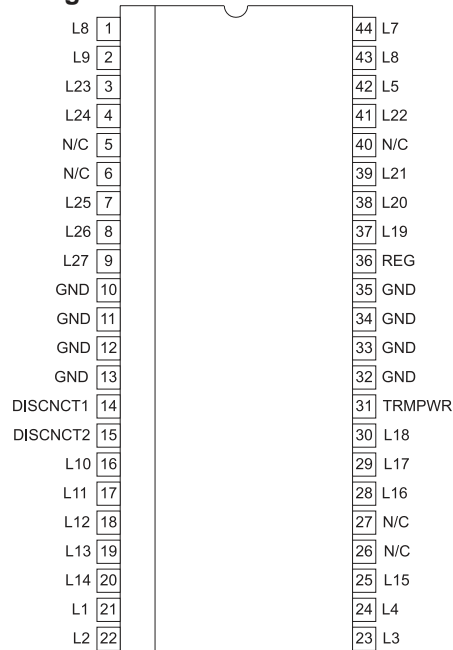 L8 1 44 L7
L9 2 43 L8
L23 3 42 L5
L24 4 41 L22
N/C 5 40 N/C
N/C 6 39 L21
L25 7 38 L20
L26 8 37 L19
L27 9 36 REG
GND 10 35 GND
GND 11 34 GND
GND 12 33 GND
GND 13 32 GND
DISCNCT1 14 31 TRMPWR
DISCNCT2 15 30 L18
L10 16 29 L17
L11 17 28 L16
L12 18 27 N/C
L13 19 26 N/C
L14 20 25 L15
L1 21 24 L4
L2 22 23 L3